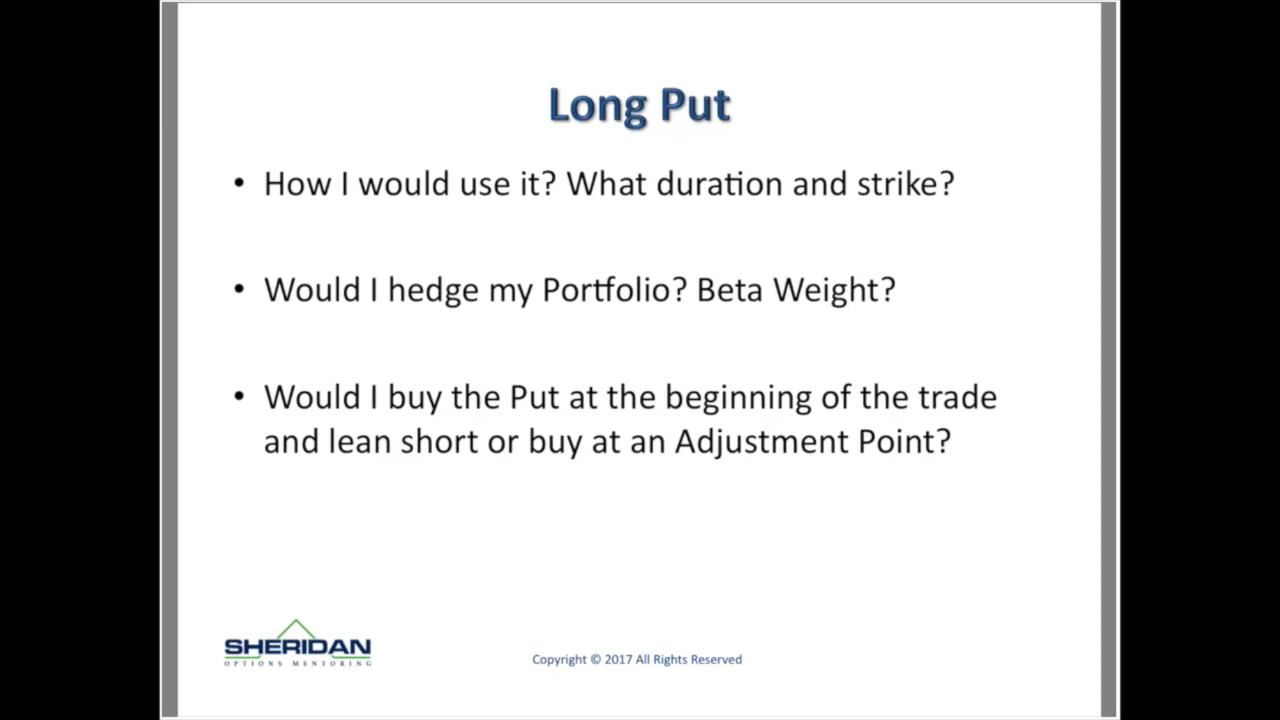 Long Put
• How I would use it? What duration and strike?
• Would I hedge my Portfolio? Beta Weight?
• Would I buy the Put at the beginning of the trade
and lean short or buy at an Adjustment Point?
SHERIDAN
OPTIONS MENTORING
Copyright © 2017 All Rights Reserved